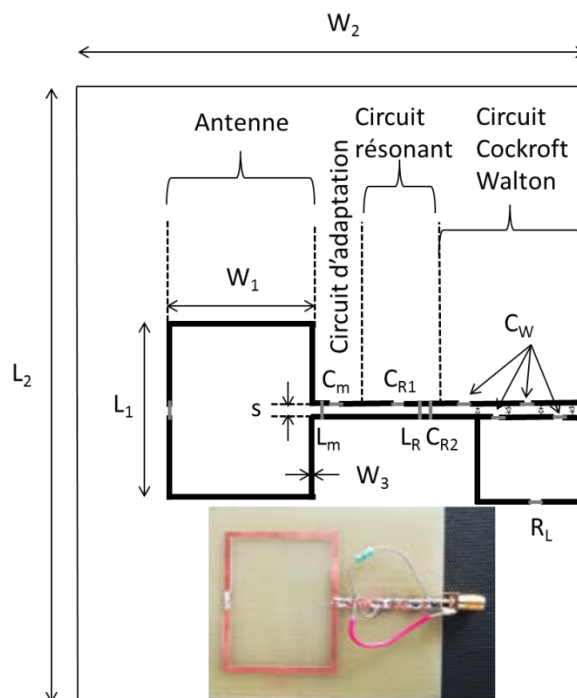 W2
Antenne
Circuit d'adaptation
Circuit
résonant
Circuit
Cockroft
Walton
W1
L2
L1
s
Cm
CR1
CW
Lm
LR
CR2
W3
RL